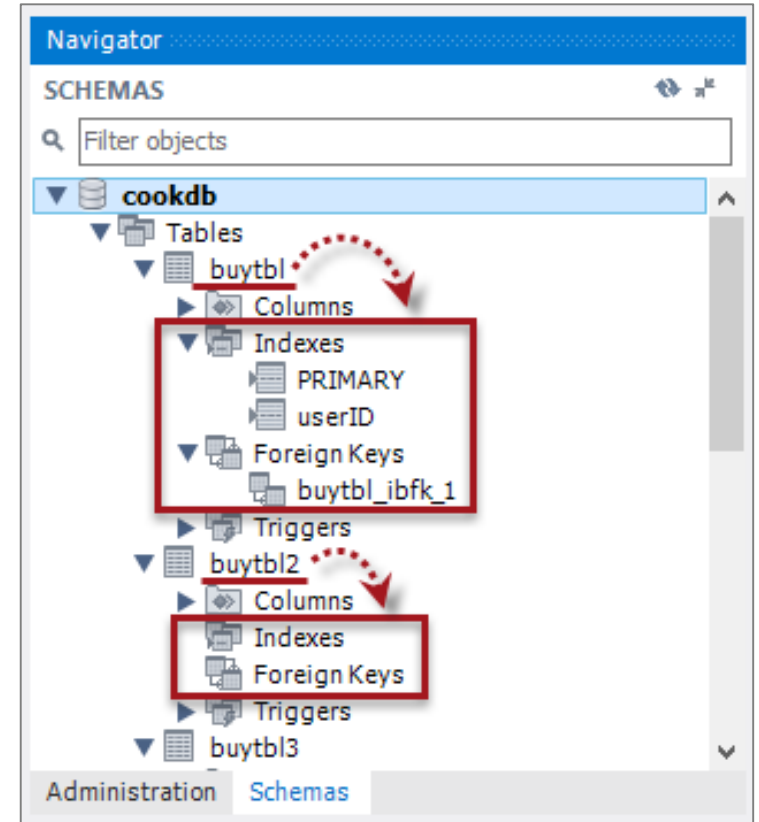 Navigator
SCHEMAS
Filter objects
cookdb
Tables
buytbl
Columns
Indexes
PRIMARY
userID
Foreign Keys
buytbl_ibfk_1
Triggers
buytbl2
Columns
Indexes
Foreign Keys
Triggers
buytbl3
Administration Schemas